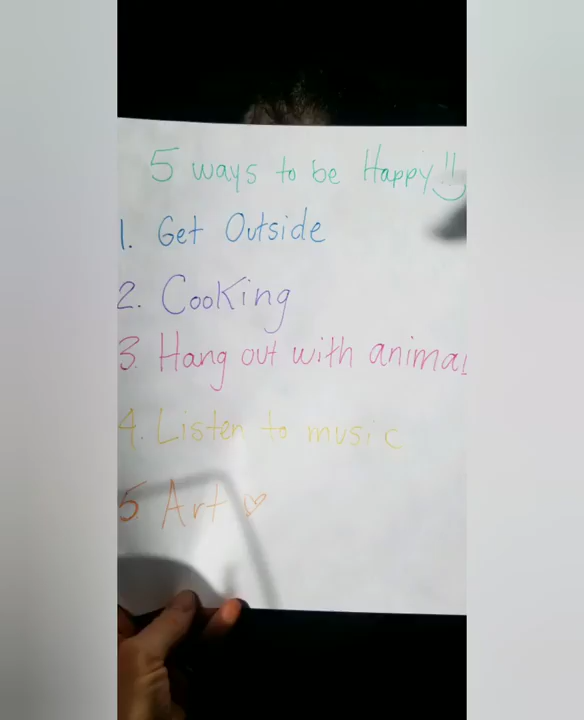 5 ways to be Happy!!
1. Get Outside
2. Cooking
3. Hang out with animal
4. Listen to music
5. Art ♡